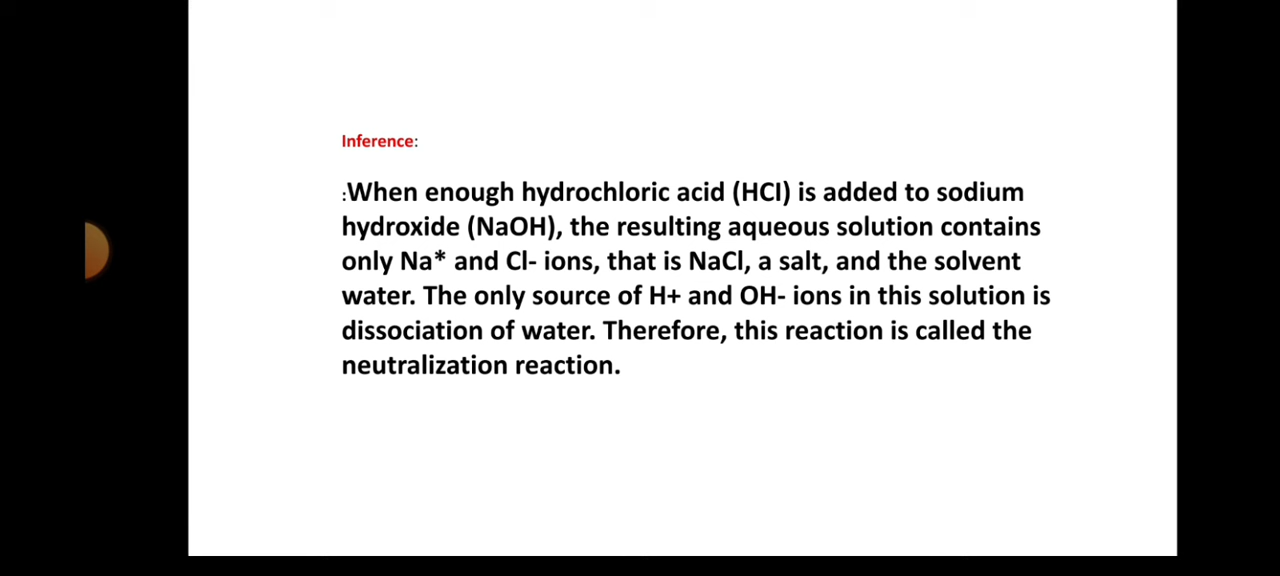 Inference:
:When enough hydrochloric acid (HCI) is added to sodium
hydroxide (NaOH), the resulting aqueous solution contains
only Na* and Cl- ions, that is NaCl, a salt, and the solvent
water. The only source of H+ and OH- ions in this solution is
dissociation of water. Therefore, this reaction is called the
neutralization reaction.